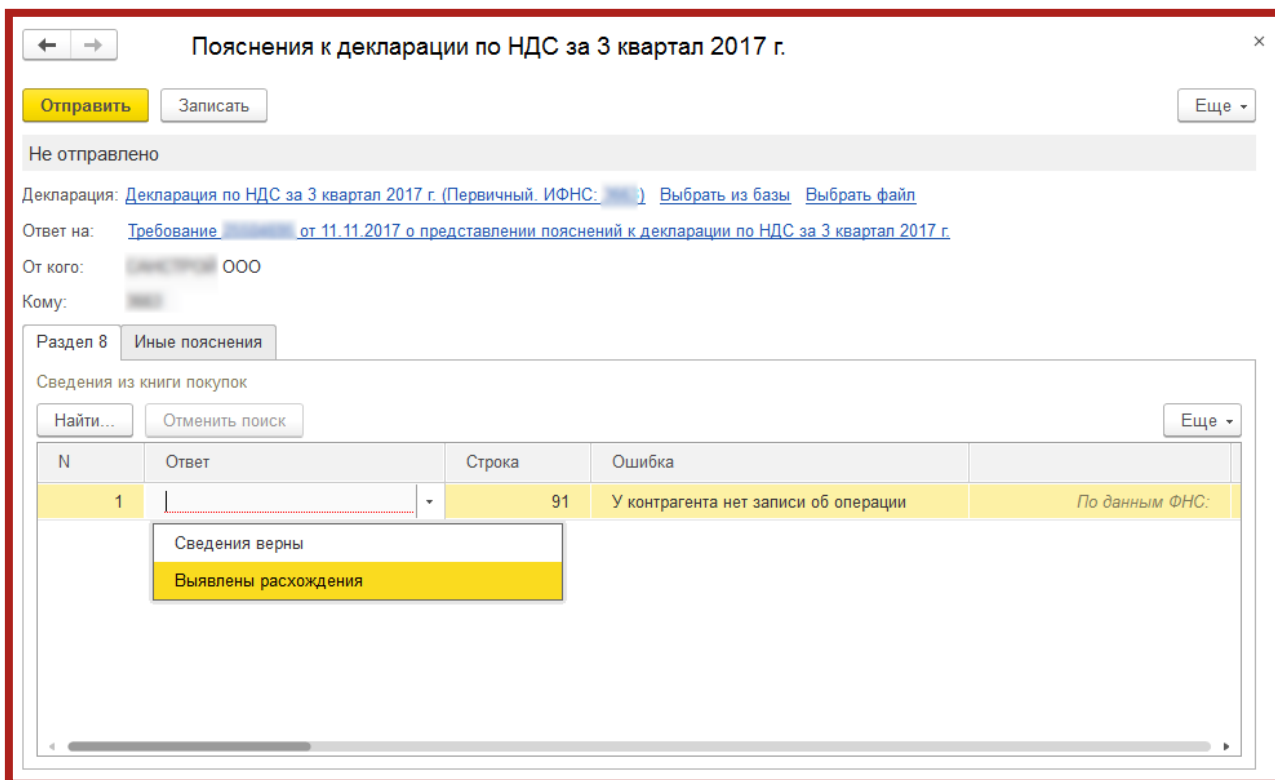 Пояснения к декларации по НДС за 3 квартал 2017 г.
Отправить Записать Еще
Не отправлено
Декларация: Декларация по НДС за 3 квартал 2017 г. (Первичный. ИФНС: ) Выбрать из базы Выбрать файл
Ответ на: Требование от 11.11.2017 о представлении пояснений к декларации по НДС за 3 квартал 2017 г.
От кого: ООО
Кому:
Раздел 8 Иные пояснения
Сведения из книги покупок
Найти... Отменить поиск Еще
N Ответ Строка Ошибка
1 91 У контрагента нет записи об операции По данным ФНС:
Сведения верны
Выявлены расхождения